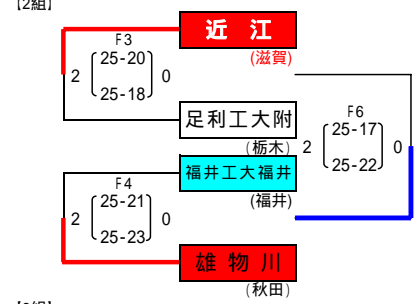 【2組】
F3
近 江
(滋賀)
2
25-20
25-18
0
足利工大附
(栃木)
F6
2
25-17
25-22
0
福井工大福井
(福井)
F4
2
25-21
25-23
0
雄 物 川
(秋田)